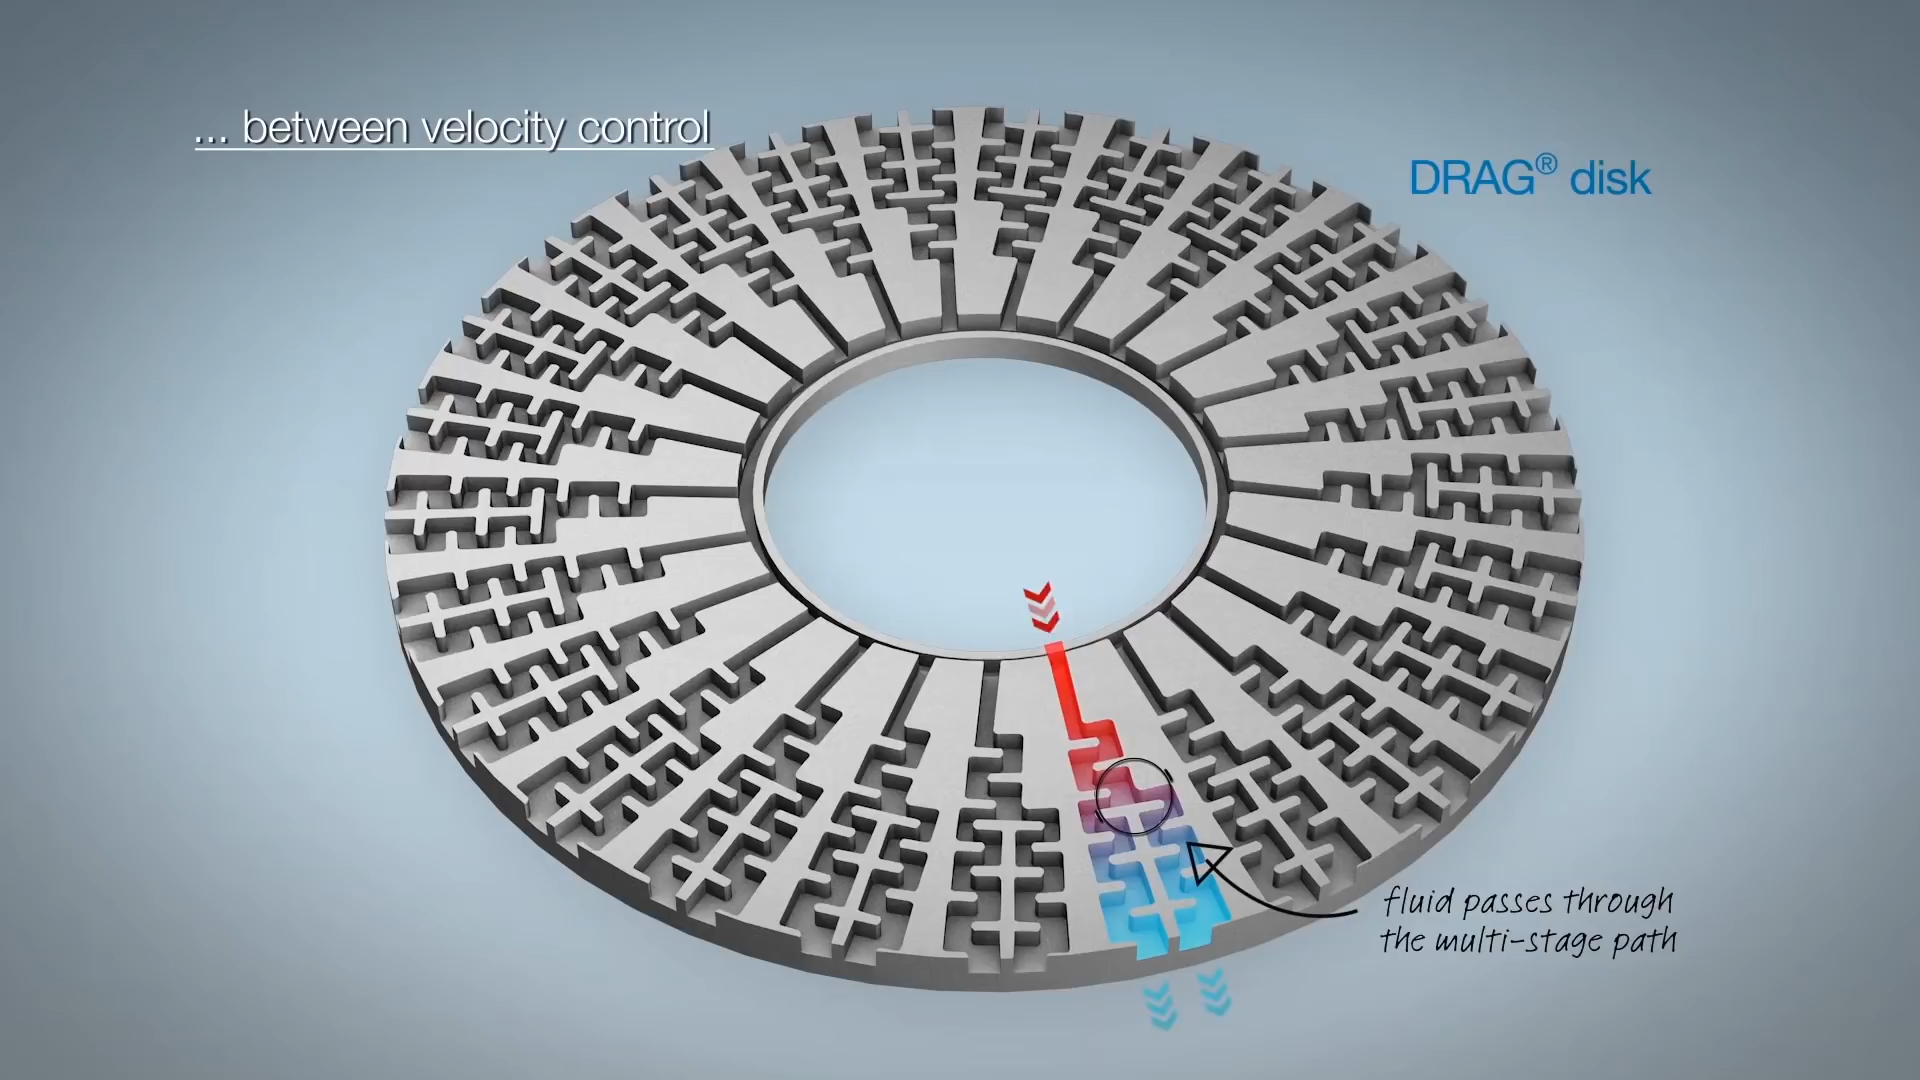 ... between velocity control
DRAG® disk
fluid passes through
the multi-stage path